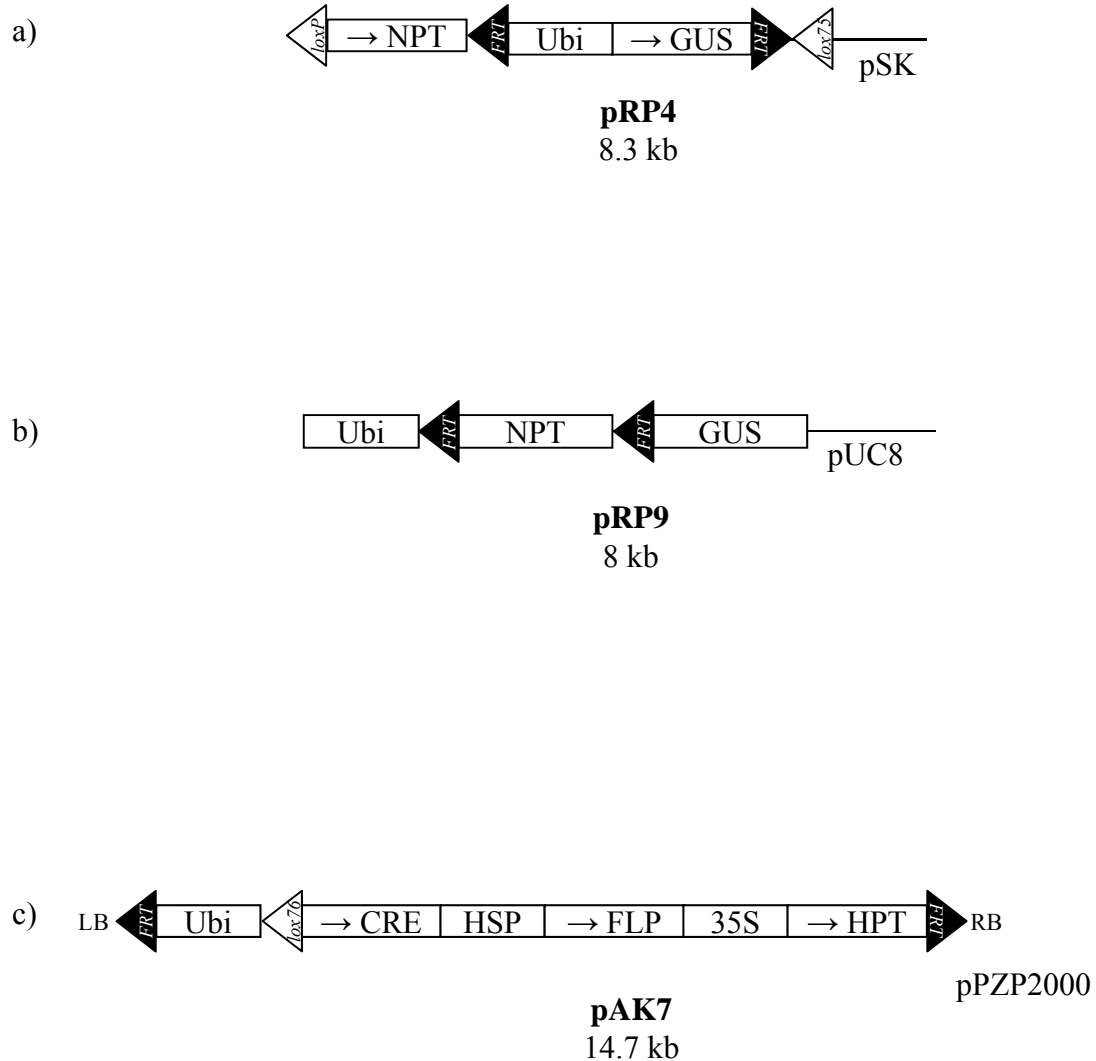 a) loxP → NPT FRT Ubi → GUS FRT lox75
pSK
pRP4
8.3 kb
b) Ubi FRT NPT FRT GUS
pUC8
pRP9
8 kb
c) LB FRT Ubi lox76 → CRE HSP → FLP 35S → HPT FRT RB
pPZP2000
pAK7
14.7 kb